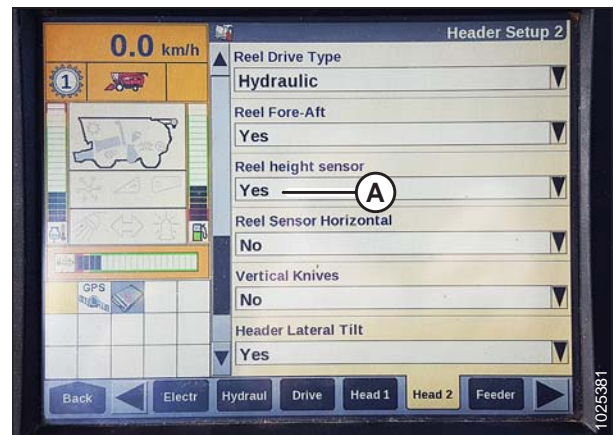 Header Setup 2
0.0 km/h
1
Reel Drive Type
Hydraulic
Reel Fore-Aft
Yes
Reel height sensor
Yes
A
Reel Sensor Horizontal
No
Vertical Knives
No
Header Lateral Tilt
Yes
GPS
Back
Electr
Hydraul
Drive
Head 1
Head 2
Feeder
1025381